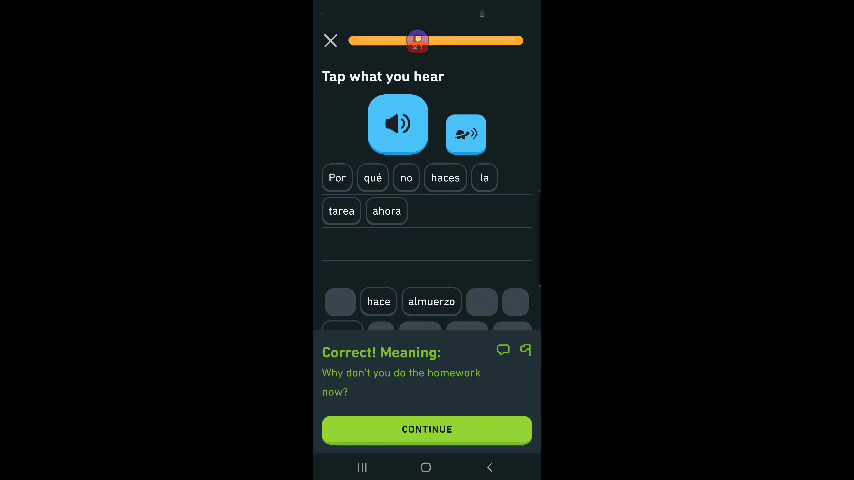 Tap what you hear
Por qué no haces la
tarea ahora
hace almuerzo
Correct! Meaning:
Why don't you do the homework
now?
CONTINUE